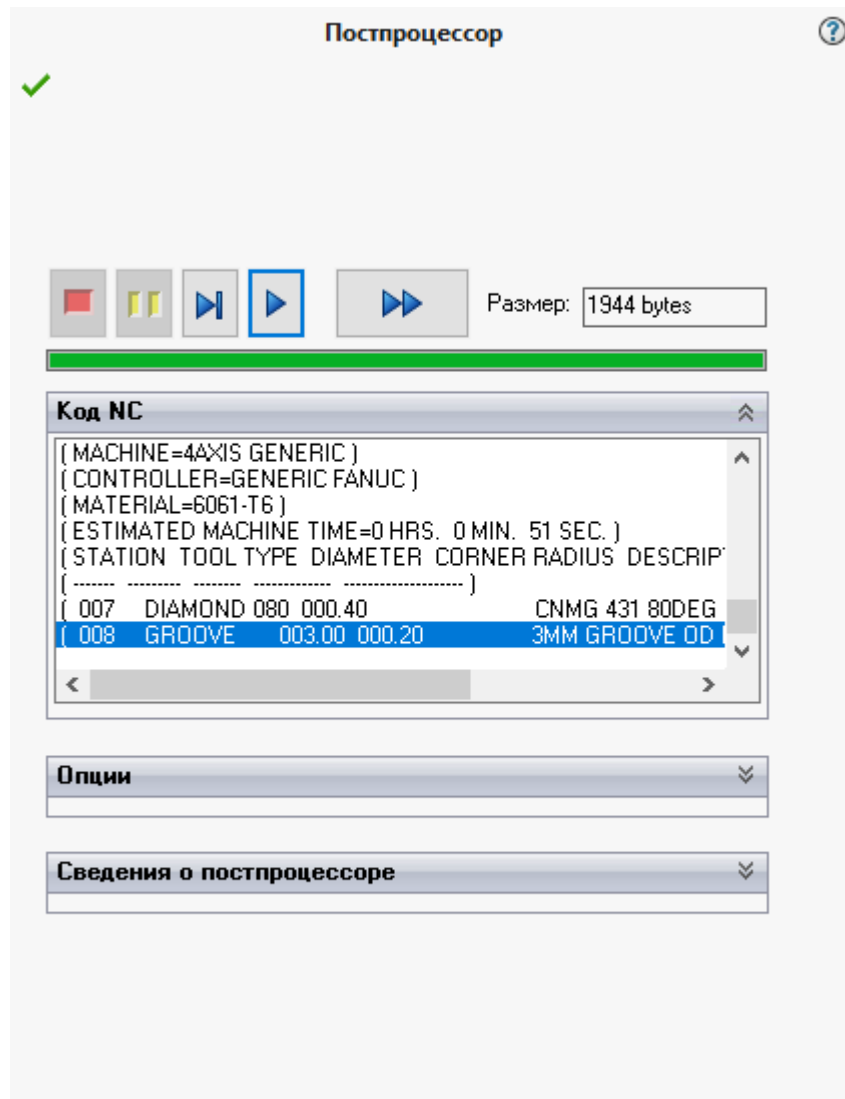 Постпроцессор
Размер: 1944 bytes
Код NC
( MACHINE=4AXIS GENERIC )
( CONTROLLER=GENERIC FANUC )
( MATERIAL=6061-T6 )
( ESTIMATED MACHINE TIME=0 HRS. 0 MIN. 51 SEC. )
( STATION TOOL TYPE DIAMETER CORNER RADIUS DESCRIP
( ------- --------- -------- ------------- ------------------- )
( 007 DIAMOND 080 000.40 CNMG 431 80DEG
( 008 GROOVE 003.00 000.20 3MM GROOVE OD
Опции
Сведения о постпроцессоре